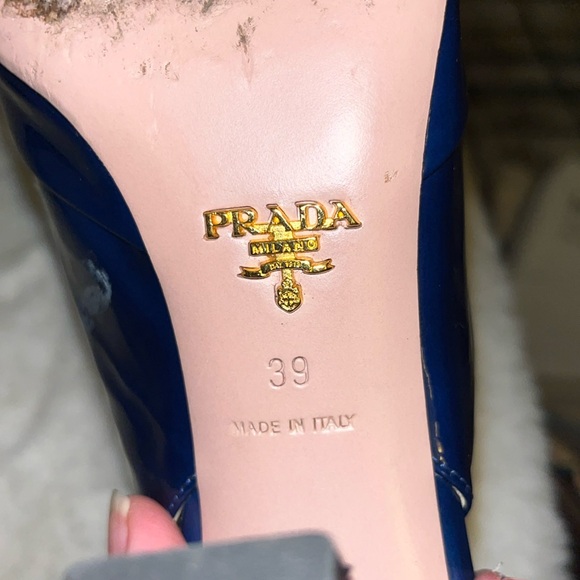 PRADA
MILANO
DAL 1913
39
MADE IN ITALY